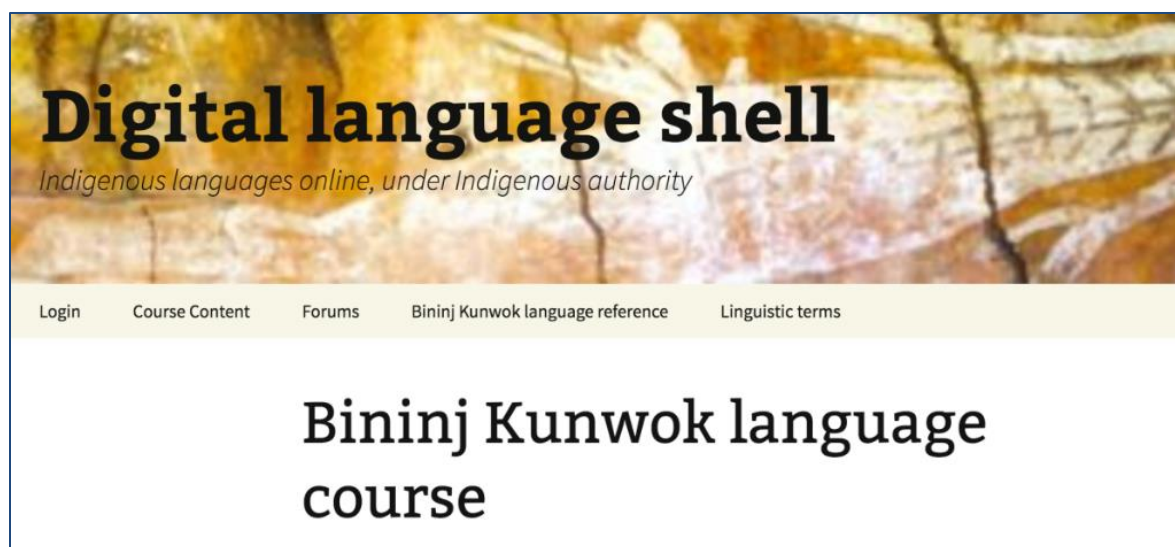 Digital language shell
Indigenous languages online, under Indigenous authority
Login Course Content Forums Bininj Kunwok language reference Linguistic terms
Bininj Kunwok language
course